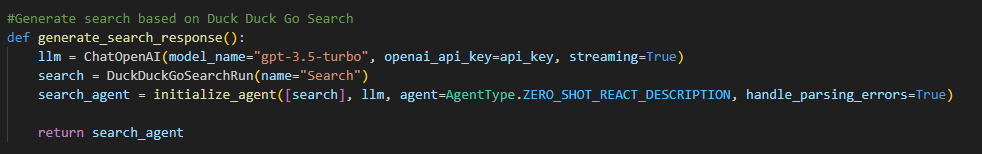 #Generate search based on Duck Duck Go Search
def generate_search_response():
    llm = ChatOpenAI(model_name="gpt-3.5-turbo", openai_api_key=api_key, streaming=True)
    search = DuckDuckGoSearchRun(name="Search")
    search_agent = initialize_agent([search], llm, agent=AgentType.ZERO_SHOT_REACT_DESCRIPTION, handle_parsing_errors=True)
    return search_agent